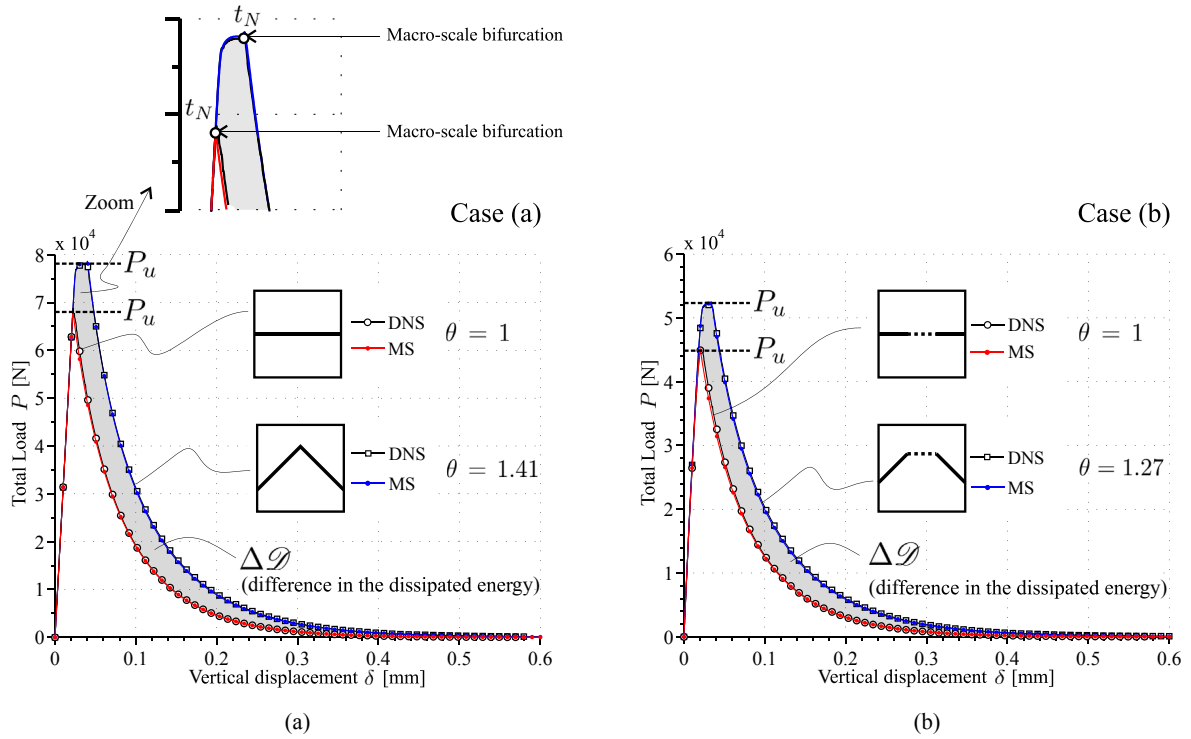 t_N
Macro-scale bifurcation
t_N
Macro-scale bifurcation
Zoom
Case (a)
x 10^4
8
7
6
5
4
3
2
1
0
Total Load P [N]
P_u
P_u
DNS
MS
θ = 1
DNS
MS
θ = 1.41
Δ𝒟
(difference in the dissipated energy)
0
0.1
0.2
0.3
0.4
0.5
0.6
Vertical displacement δ [mm]
(a)
Case (b)
x 10^4
6
5
4
3
2
1
0
Total Load P [N]
P_u
P_u
DNS
MS
θ = 1
DNS
MS
θ = 1.27
Δ𝒟
(difference in the dissipated energy)
0
0.1
0.2
0.3
0.4
0.5
0.6
Vertical displacement δ [mm]
(b)